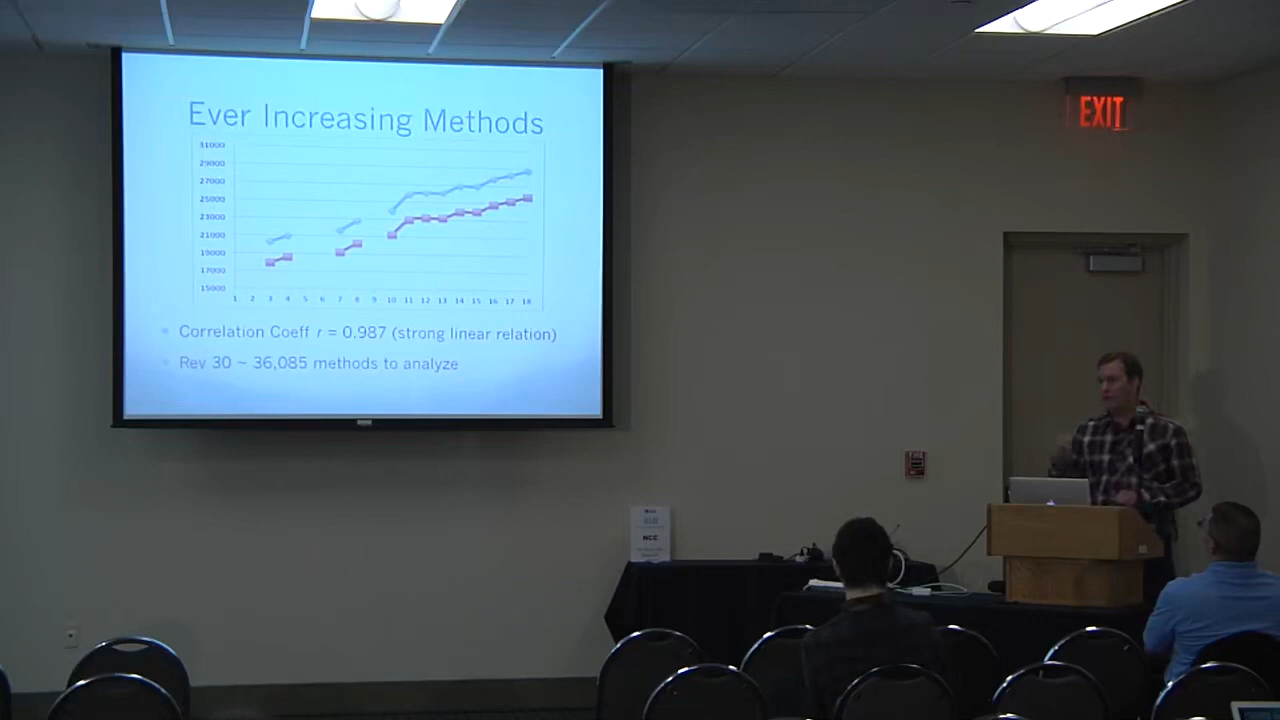 Ever Increasing Methods
31000
29000
27000
25000
23000
21000
19000
17000
15000
1 2 3 4 5 6 7 8 9 10 11 12 13 14 15 16 17 18
Correlation Coeff r = 0.987 (strong linear relation)
Rev 30 ~ 36,085 methods to analyze
EXIT
NCC